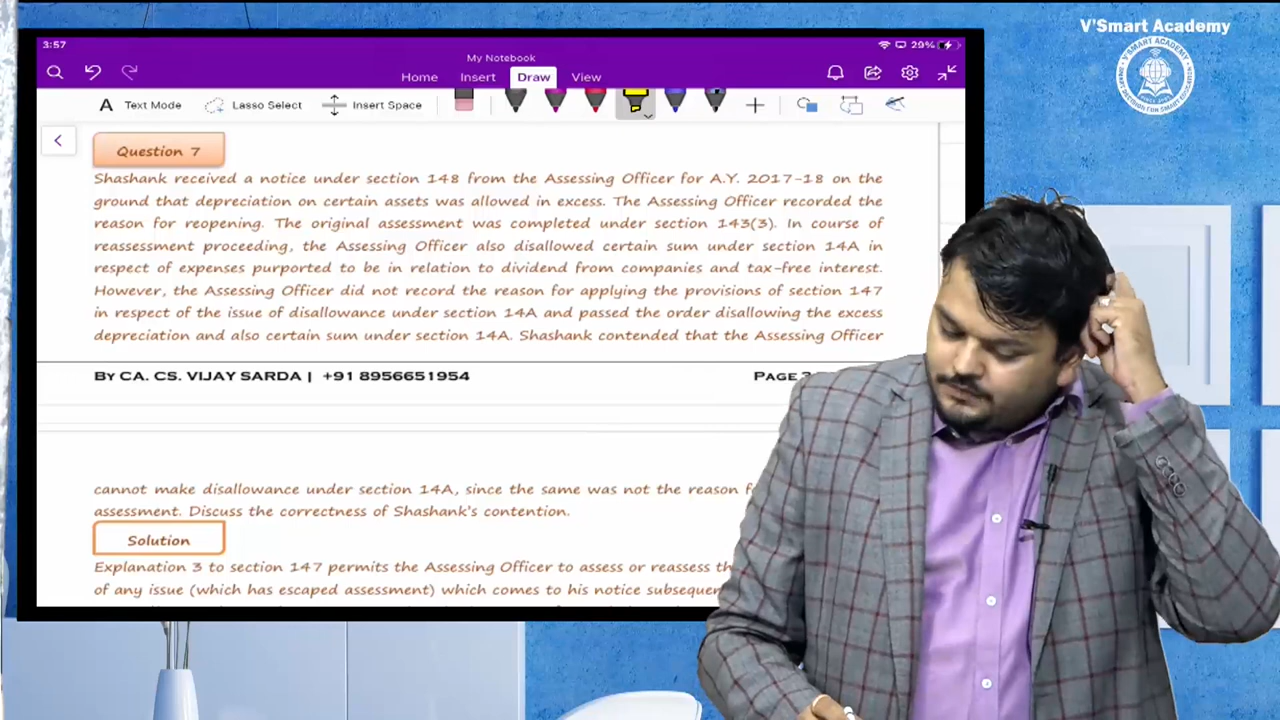 V'Smart Academy
3:57
29%
My Notebook
Home Insert Draw View
Text Mode Lasso Select Insert Space
Question 7
Shashank received a notice under section 148 from the Assessing Officer for A.Y. 2017-18 on the
ground that depreciation on certain assets was allowed in excess. The Assessing Officer recorded the
reason for reopening. The original assessment was completed under section 143(3). In course of
reassessment proceeding, the Assessing Officer also disallowed certain sum under section 14A in
respect of expenses purported to be in relation to dividend from companies and tax-free interest.
However, the Assessing Officer did not record the reason for applying the provisions of section 147
in respect of the issue of disallowance under section 14A and passed the order disallowing the excess
depreciation and also certain sum under section 14A. Shashank contended that the Assessing Officer
BY CA. CS. VIJAY SARDA | +91 8956651954 PAGE
cannot make disallowance under section 14A, since the same was not the reason
assessment. Discuss the correctness of Shashank's contention.
Solution
Explanation 3 to section 147 permits the Assessing Officer to assess or reassess
of any issue (which has escaped assessment) which comes to his notice